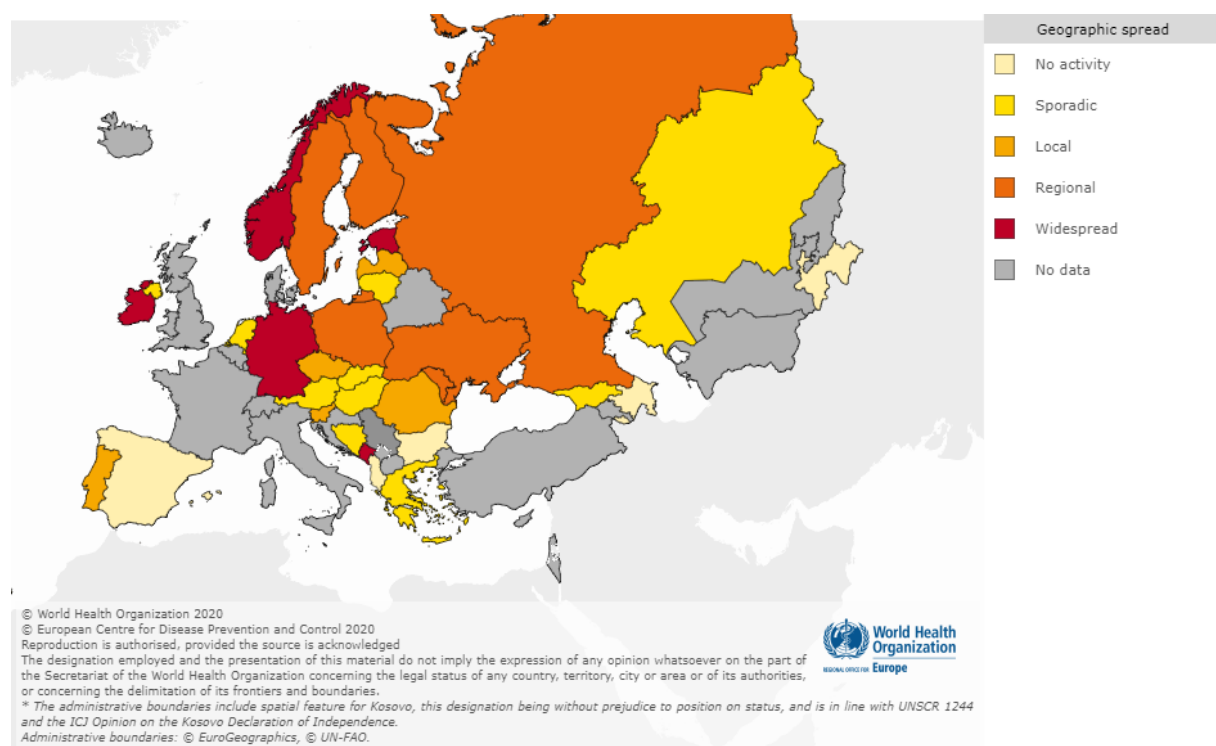 Geographic spread
No activity
Sporadic
Local
Regional
Widespread
No data
© World Health Organization 2020
© European Centre for Disease Prevention and Control 2020
Reproduction is authorised, provided the source is acknowledged
The designation employed and the presentation of this material do not imply the expression of any opinion whatsoever on the part of
the Secretariat of the World Health Organization concerning the legal status of any country, territory, city or area or of its authorities,
or concerning the delimitation of its frontiers and boundaries.
* The administrative boundaries include spatial feature for Kosovo, this designation being without prejudice to position on status, and is in line with UNSCR 1244
and the ICJ Opinion on the Kosovo Declaration of Independence.
Administrative boundaries: © EuroGeographics, © UN-FAO.
World Health
Organization
REGIONAL OFFICE FOR Europe